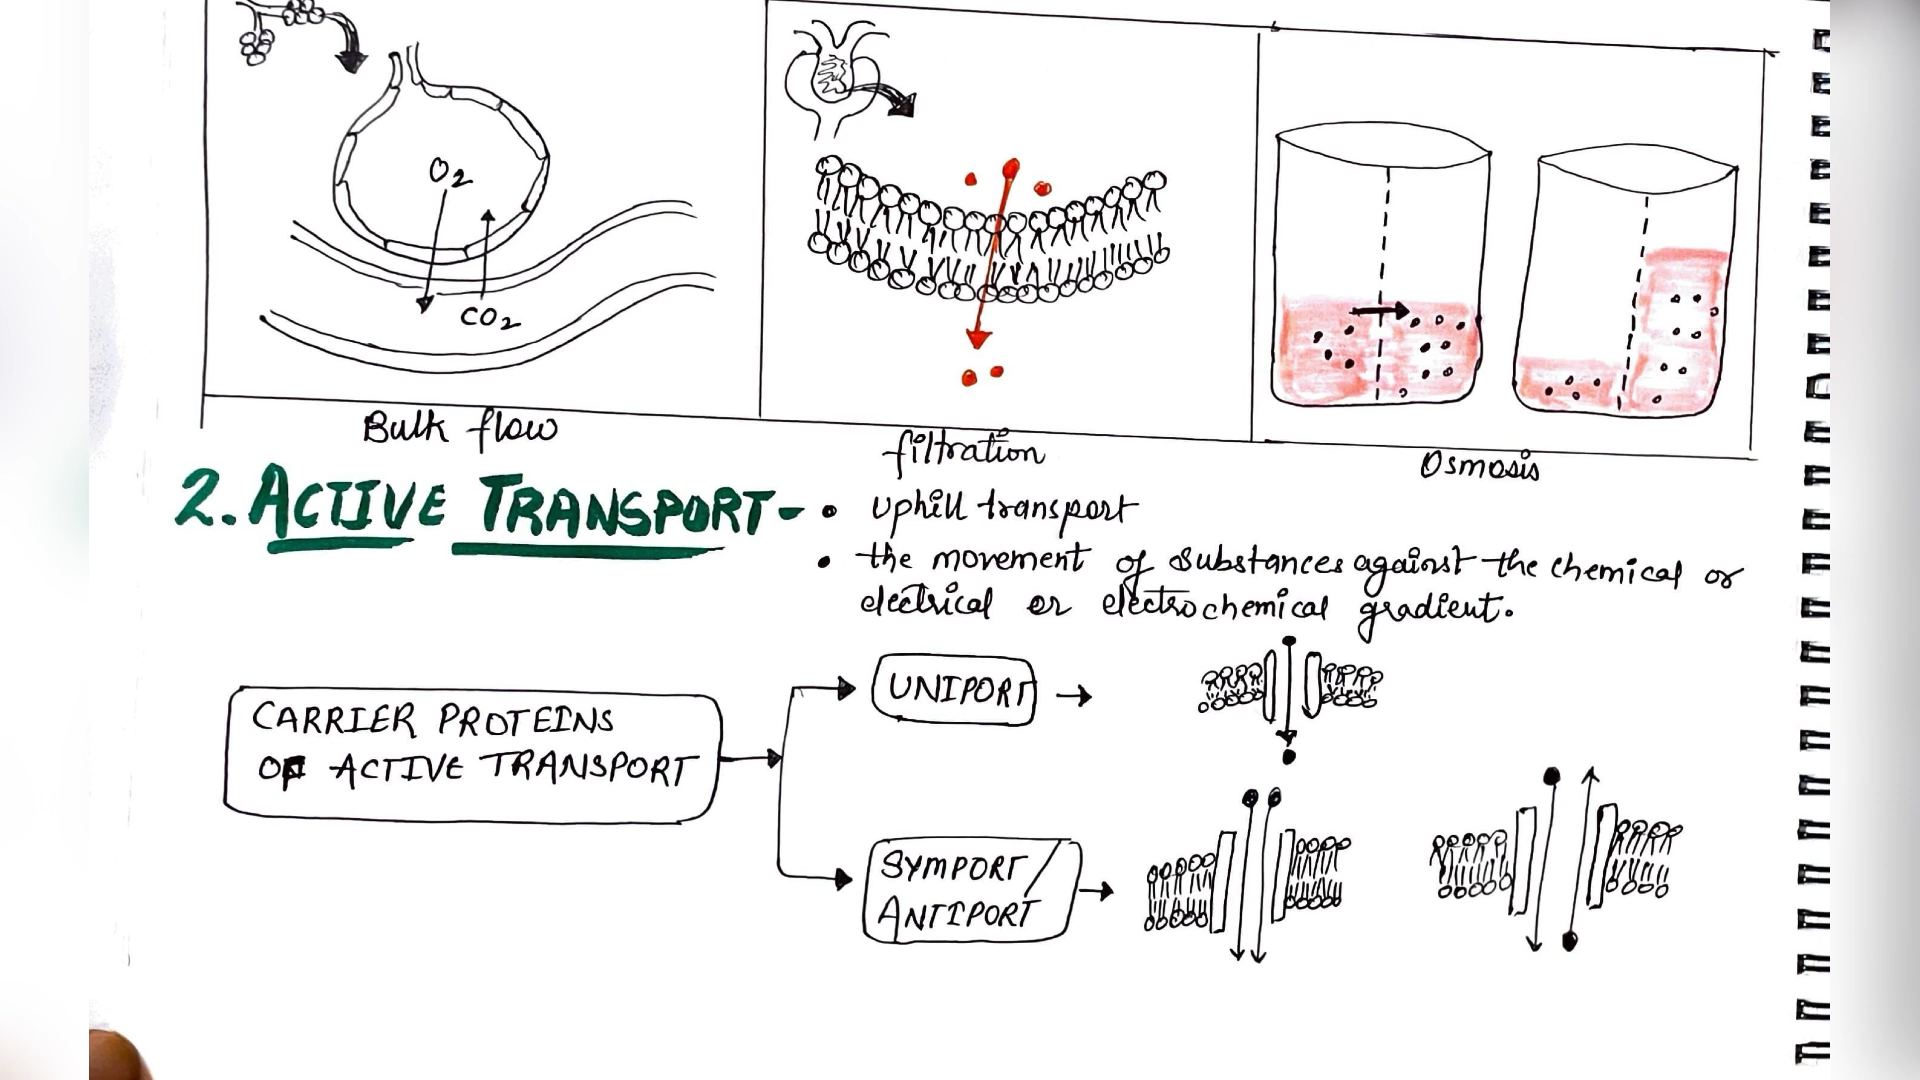 O2
CO2
Bulk flow
filtration
Osmosis
2. ACTIVE TRANSPORT-
• uphill transport
• the movement of substances against the chemical or
electrical or electrochemical gradient.
CARRIER PROTEINS
OF ACTIVE TRANSPORT
UNIPORT
SYMPORT/
ANTIPORT